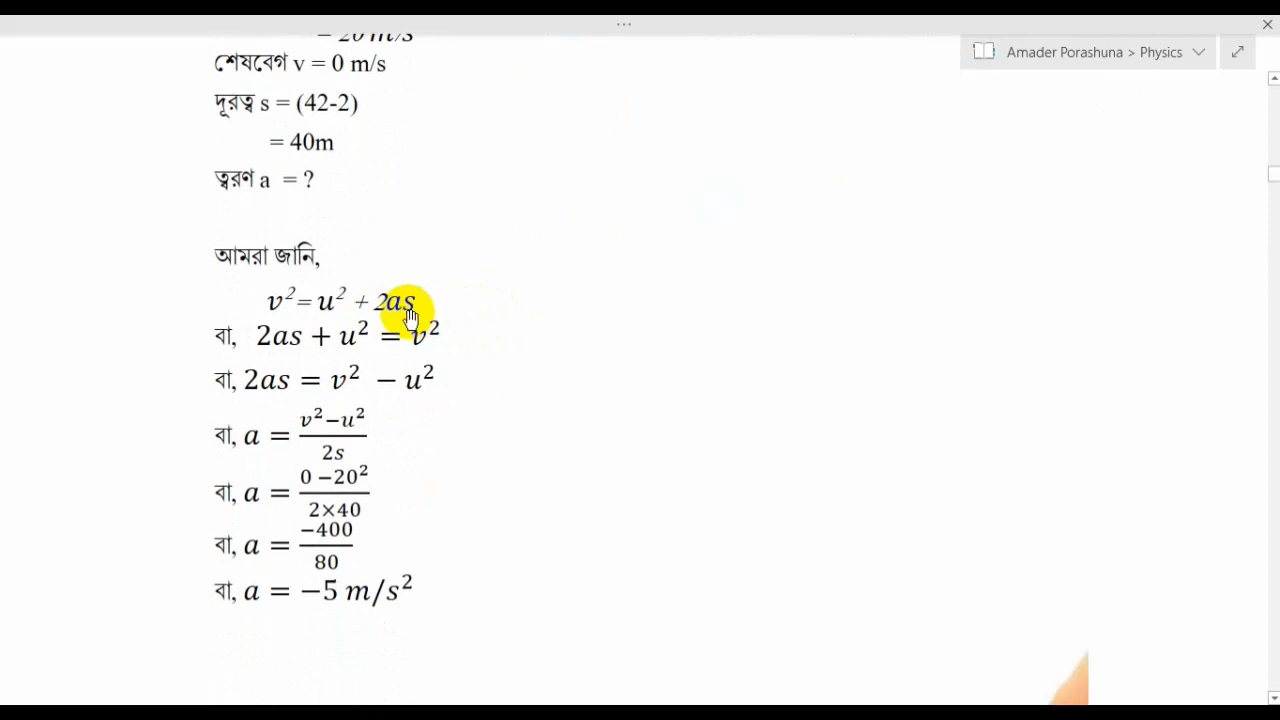 ...
Amader Porashuna > Physics
= 20 m/s
শেষবেগ v = 0 m/s
দূরত্ব s = (42-2)
= 40m
ত্বরণ a = ?
আমরা জানি,
v² = u² + 2as
বা, 2as + u² = v²
বা, 2as = v² − u²
বা, a = (v²−u²)/(2s)
বা, a = (0 −20²)/(2×40)
বা, a = (−400)/(80)
বা, a = −5 m/s²